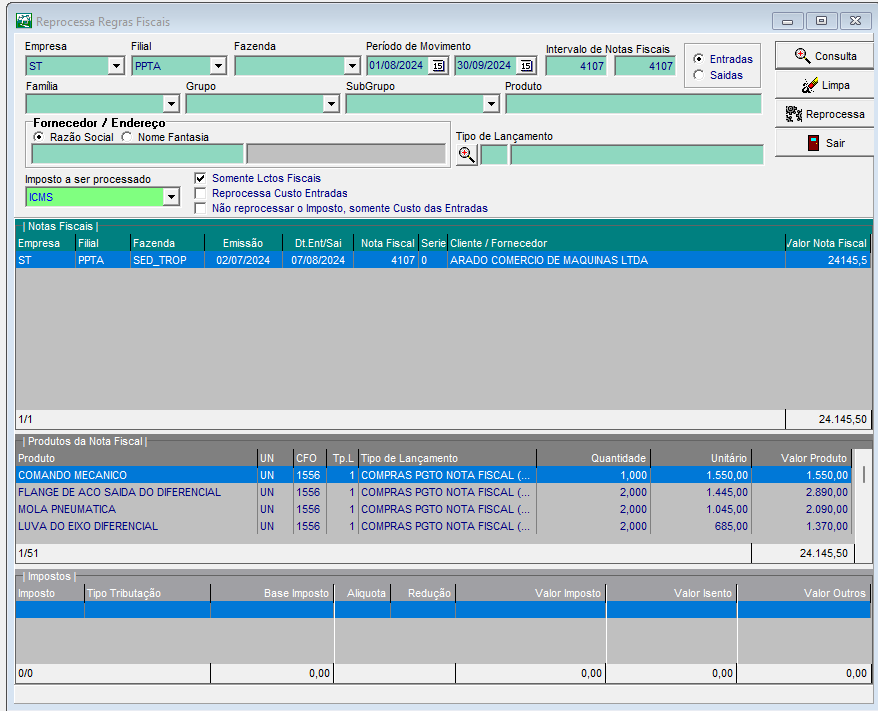 Reprocessa Regras Fiscais
Empresa Filial Fazenda Período de Movimento Intervalo de Notas Fiscais
ST PPTA 01/08/2024 15 30/09/2024 15 4107 4107 Entradas Consulta
Saidas
Família Grupo SubGrupo Produto Limpa
Fornecedor / Endereço Reprocessa
Razão Social Nome Fantasia Tipo de Lançamento
Sair
Imposto a ser processado Somente Lctos Fiscais
ICMS Reprocessa Custo Entradas
Não reprocessar o Imposto, somente Custo das Entradas
| Notas Fiscais |
Empresa Filial Fazenda Emissão Dt.Ent/Sai Nota Fiscal Serie Cliente / Fornecedor Valor Nota Fiscal
ST PPTA SED_TROP 02/07/2024 07/08/2024 4107 0 ARADO COMERCIO DE MAQUINAS LTDA 24145,5
1/1 24.145,50
| Produtos da Nota Fiscal |
Produto UN CFO Tp.L Tipo de Lançamento Quantidade Unitário Valor Produto
COMANDO MECANICO UN 1556 1 COMPRAS PGTO NOTA FISCAL (... 1,000 1.550,00 1.550,00
FLANGE DE ACO SAIDA DO DIFERENCIAL UN 1556 1 COMPRAS PGTO NOTA FISCAL (... 2,000 1.445,00 2.890,00
MOLA PNEUMATICA UN 1556 1 COMPRAS PGTO NOTA FISCAL (... 2,000 1.045,00 2.090,00
LUVA DO EIXO DIFERENCIAL UN 1556 1 COMPRAS PGTO NOTA FISCAL (... 2,000 685,00 1.370,00
1/51 24.145,50
| Impostos |
Imposto Tipo Tributação Base Imposto Aliquota Redução Valor Imposto Valor Isento Valor Outros
0/0 0,00 0,00 0,00 0,00